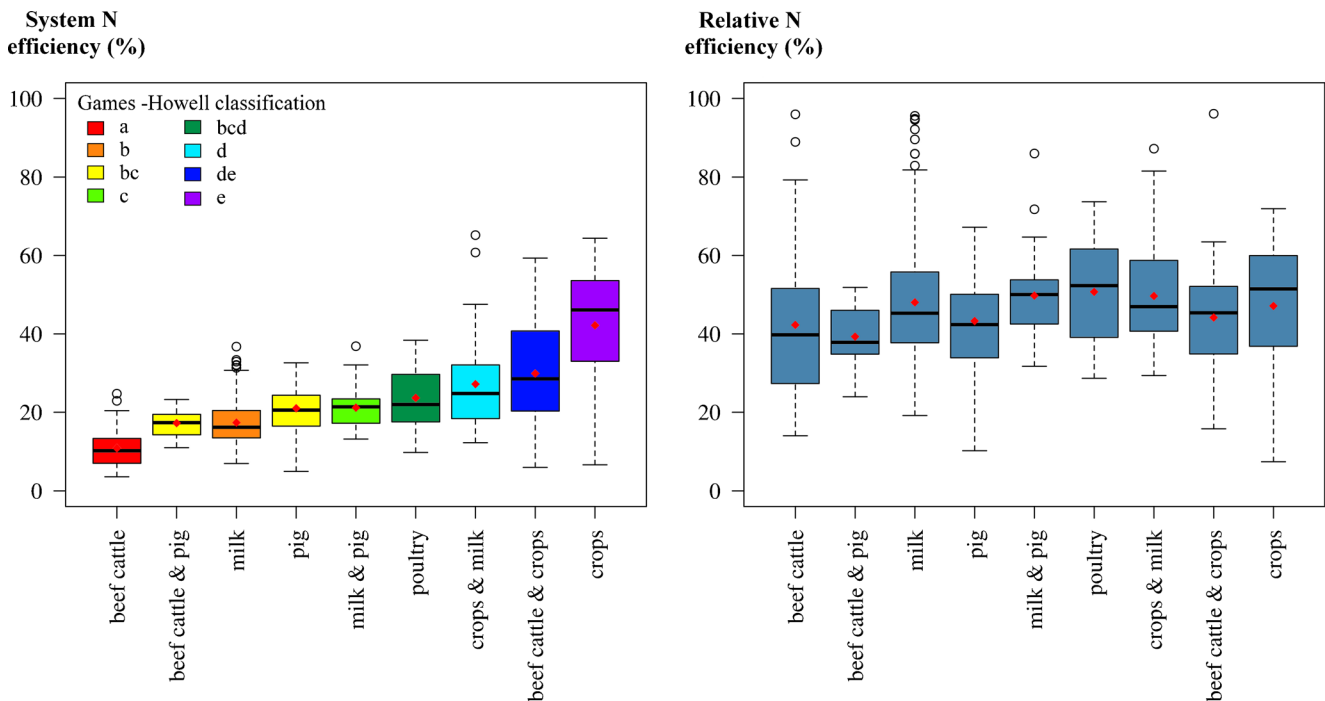 System N
efficiency (%)
100
80
60
40
20
0
Games -Howell classification
a
b
bc
c
bcd
d
de
e
beef cattle
beef cattle & pig
milk
pig
milk & pig
poultry
crops & milk
beef cattle & crops
crops
Relative N
efficiency (%)
100
80
60
40
20
0
beef cattle
beef cattle & pig
milk
pig
milk & pig
poultry
crops & milk
beef cattle & crops
crops